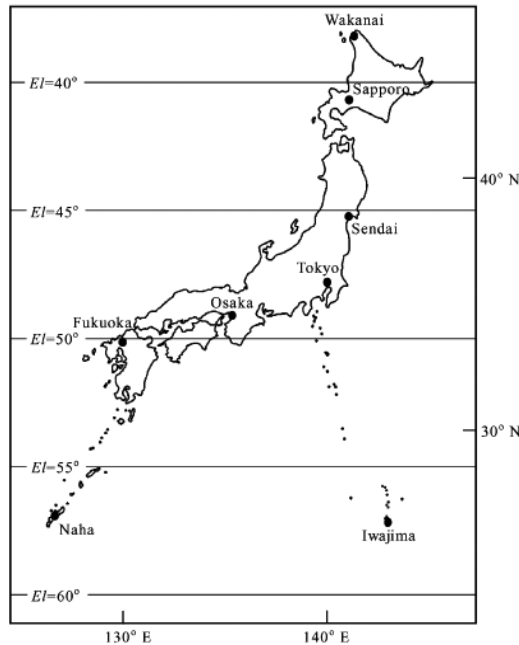 Wakanai
El=40°
Sapporo
40° N
El=45°
Sendai
Tokyo
Osaka
Fukuoka
El=50°
30° N
El=55°
Naha
Iwajima
El=60°
130° E
140° E